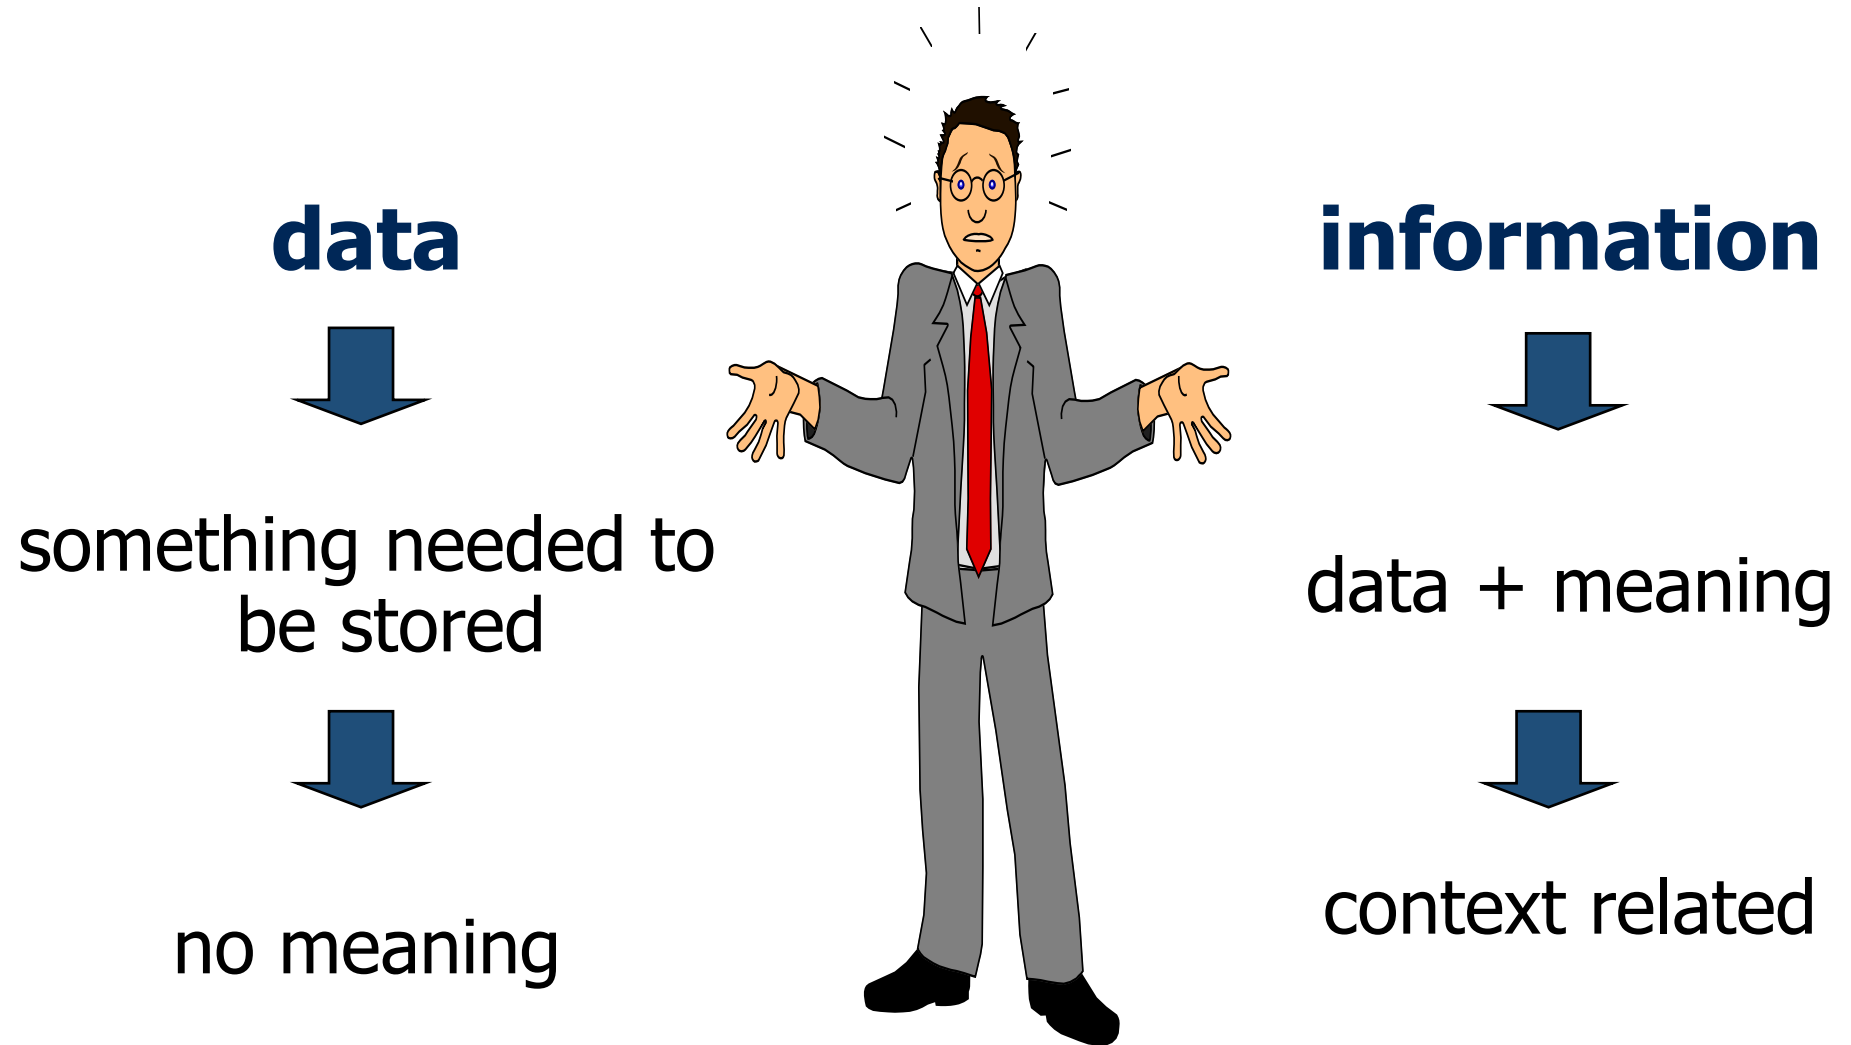 data
something needed to
be stored
no meaning
information
data + meaning
context related